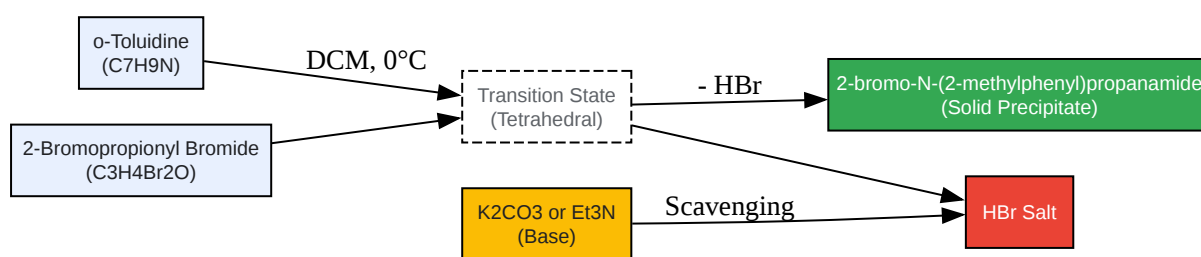 o-Toluidine
(C7H9N)
DCM, 0°C
2-Bromopropionyl Bromide
(C3H4Br2O)
Transition State
(Tetrahedral)
- HBr
2-bromo-N-(2-methylphenyl)propanamide
(Solid Precipitate)
K2CO3 or Et3N
(Base)
Scavenging
HBr Salt